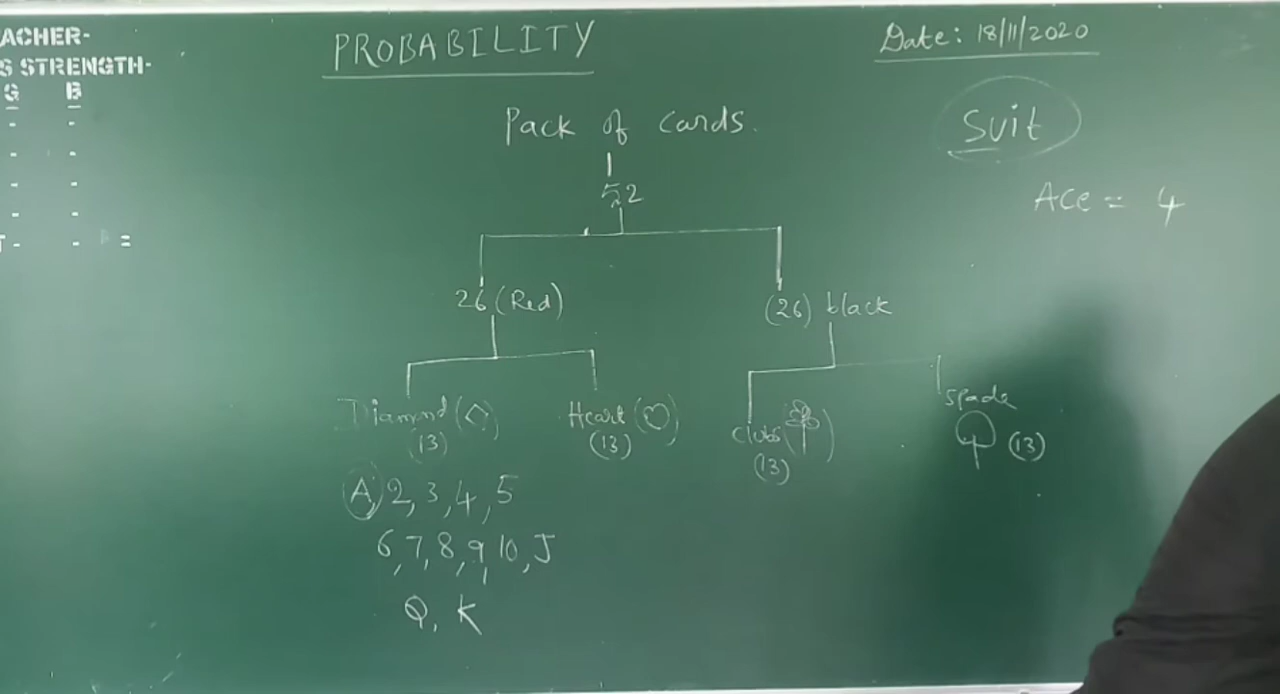 ACHER-
S STRENGTH-
G B
PROBABILITY
Date: 18/11/2020
Pack of cards.
52
Suit
Ace = 4
26 (Red)
(26) black
Diamond (◇)
(13)
Heart (♡)
(13)
Clubs (♣)
(13)
Spade
♠ (13)
A, 2, 3, 4, 5
6, 7, 8, 9, 10, J
Q, K